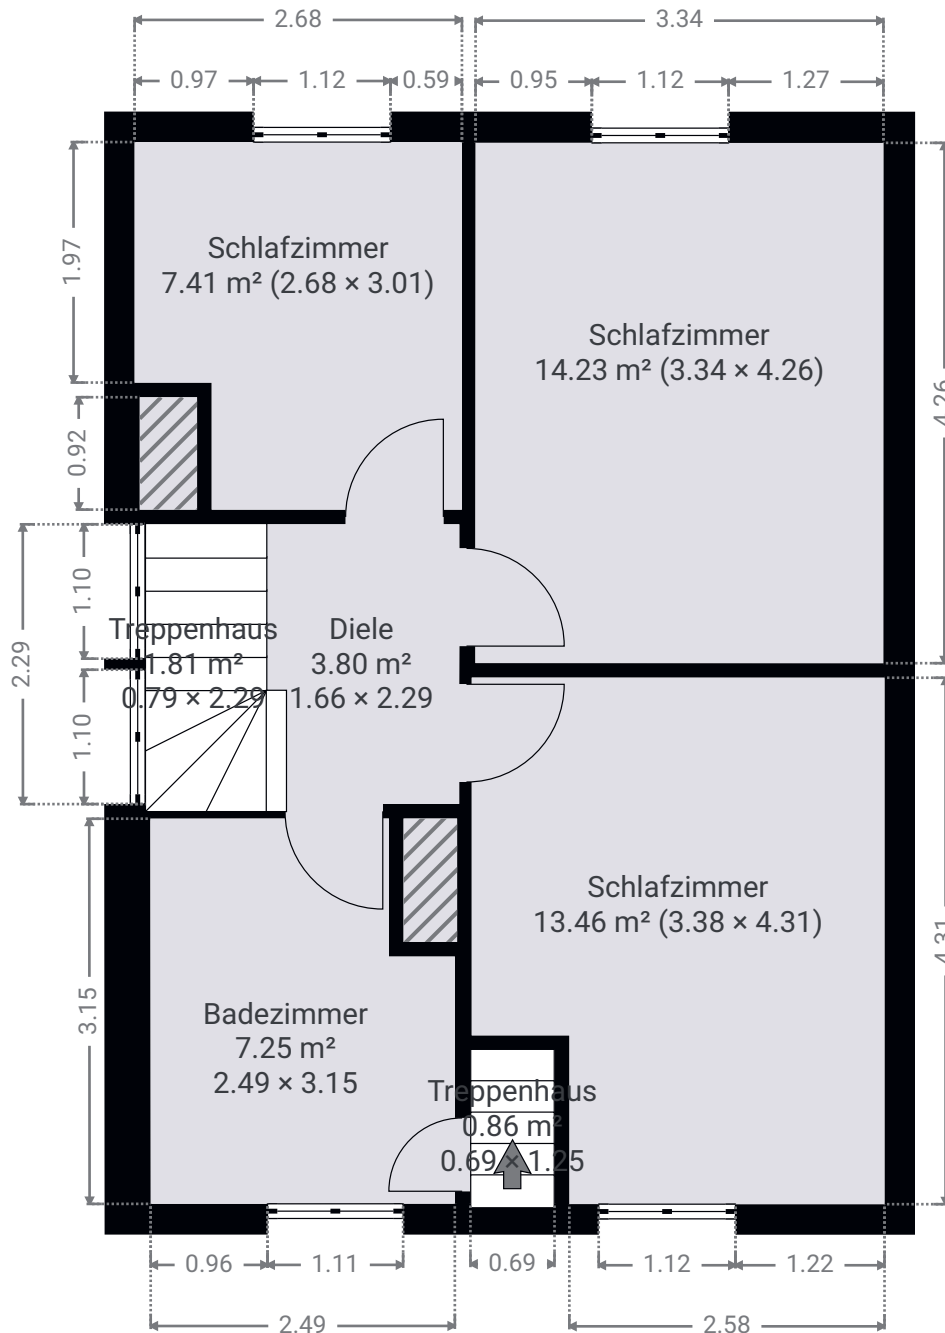 2.68
3.34
0.97
1.12
0.59
0.95
1.12
1.27
1.97
Schlafzimmer
7.41 m² (2.68 × 3.01)
Schlafzimmer
14.23 m² (3.34 × 4.26)
4.26
0.92
2.29
1.10
1.10
Treppenhaus
1.81 m²
0.79 × 2.29
Diele
3.80 m²
1.66 × 2.29
Schlafzimmer
13.46 m² (3.38 × 4.31)
4.31
3.15
Badezimmer
7.25 m²
2.49 × 3.15
Treppenhaus
0.86 m²
0.69 × 1.25
0.96
1.11
0.69
1.12
1.22
2.49
2.58